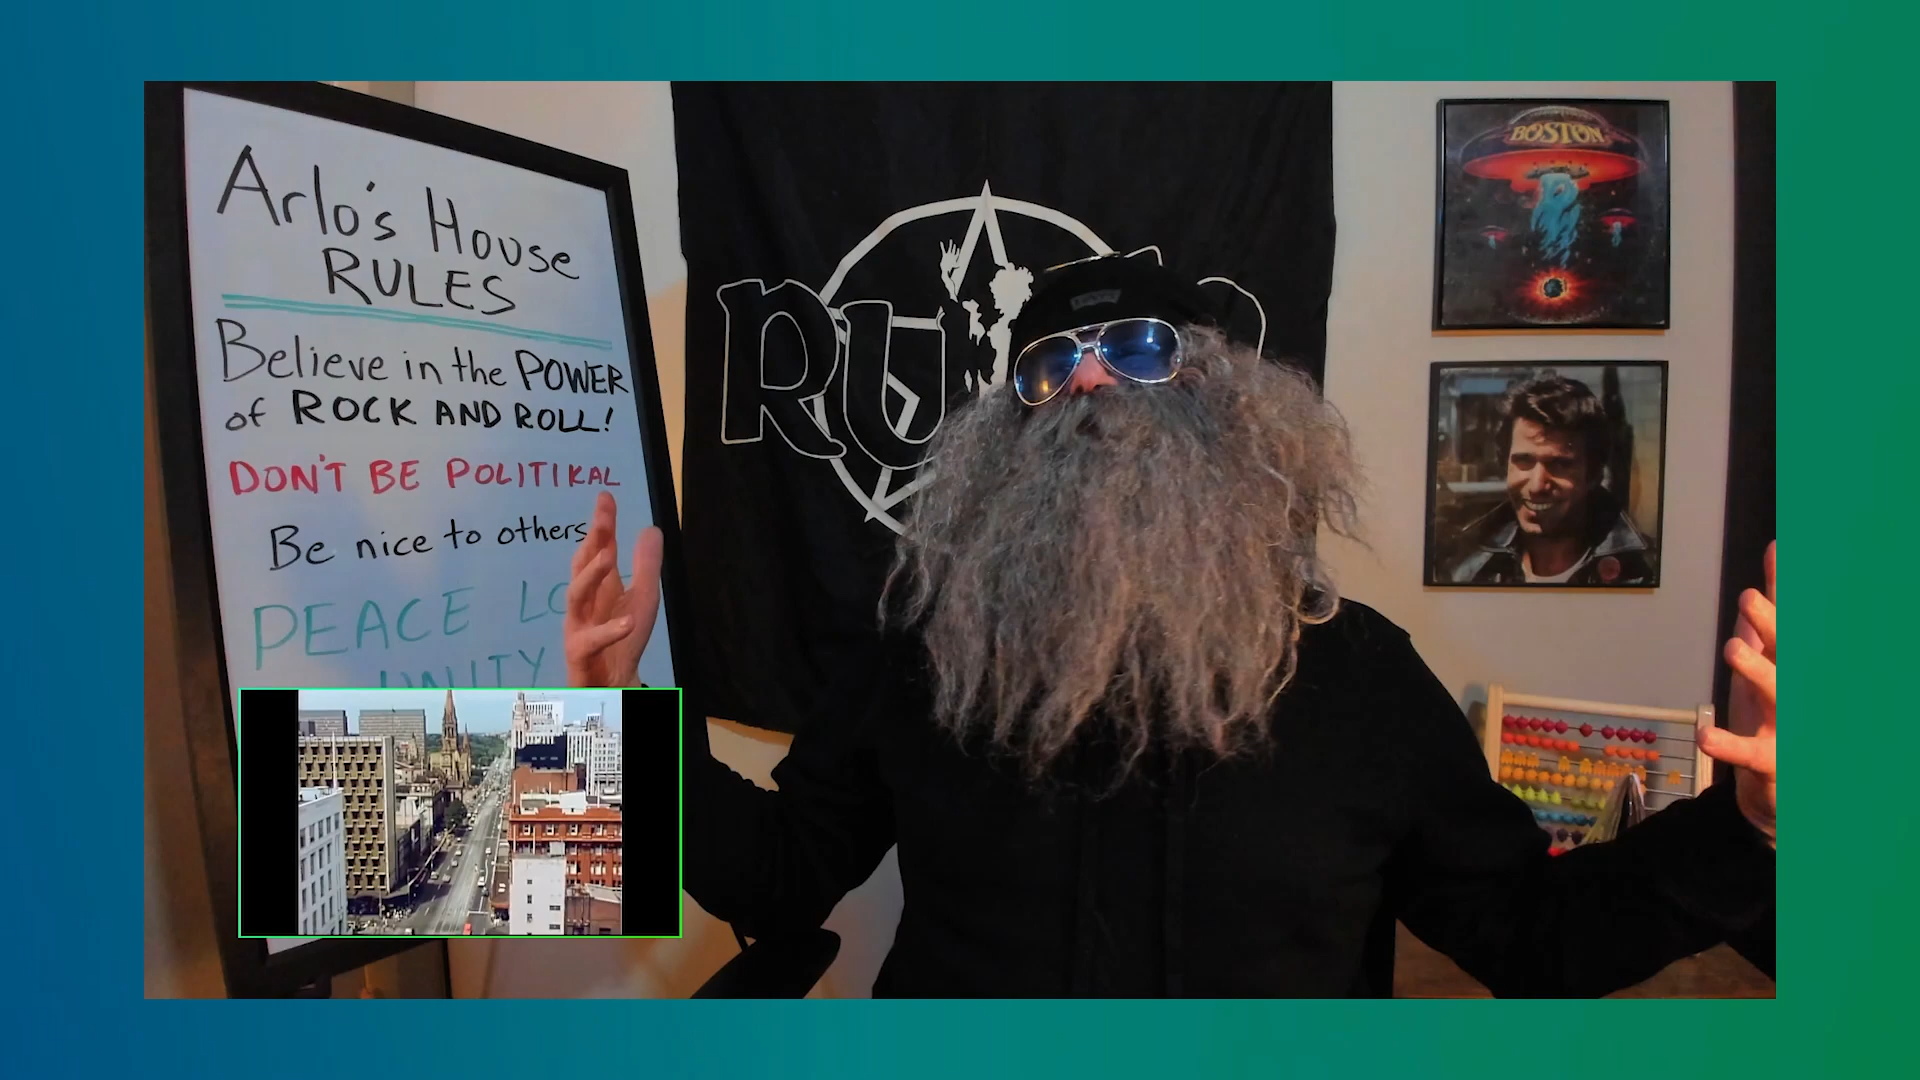 Arlo's House
RULES
Believe in the POWER
of ROCK AND ROLL!
DON'T BE POLITIKAL
Be nice to others
PEACE
UNITY
BOSTON